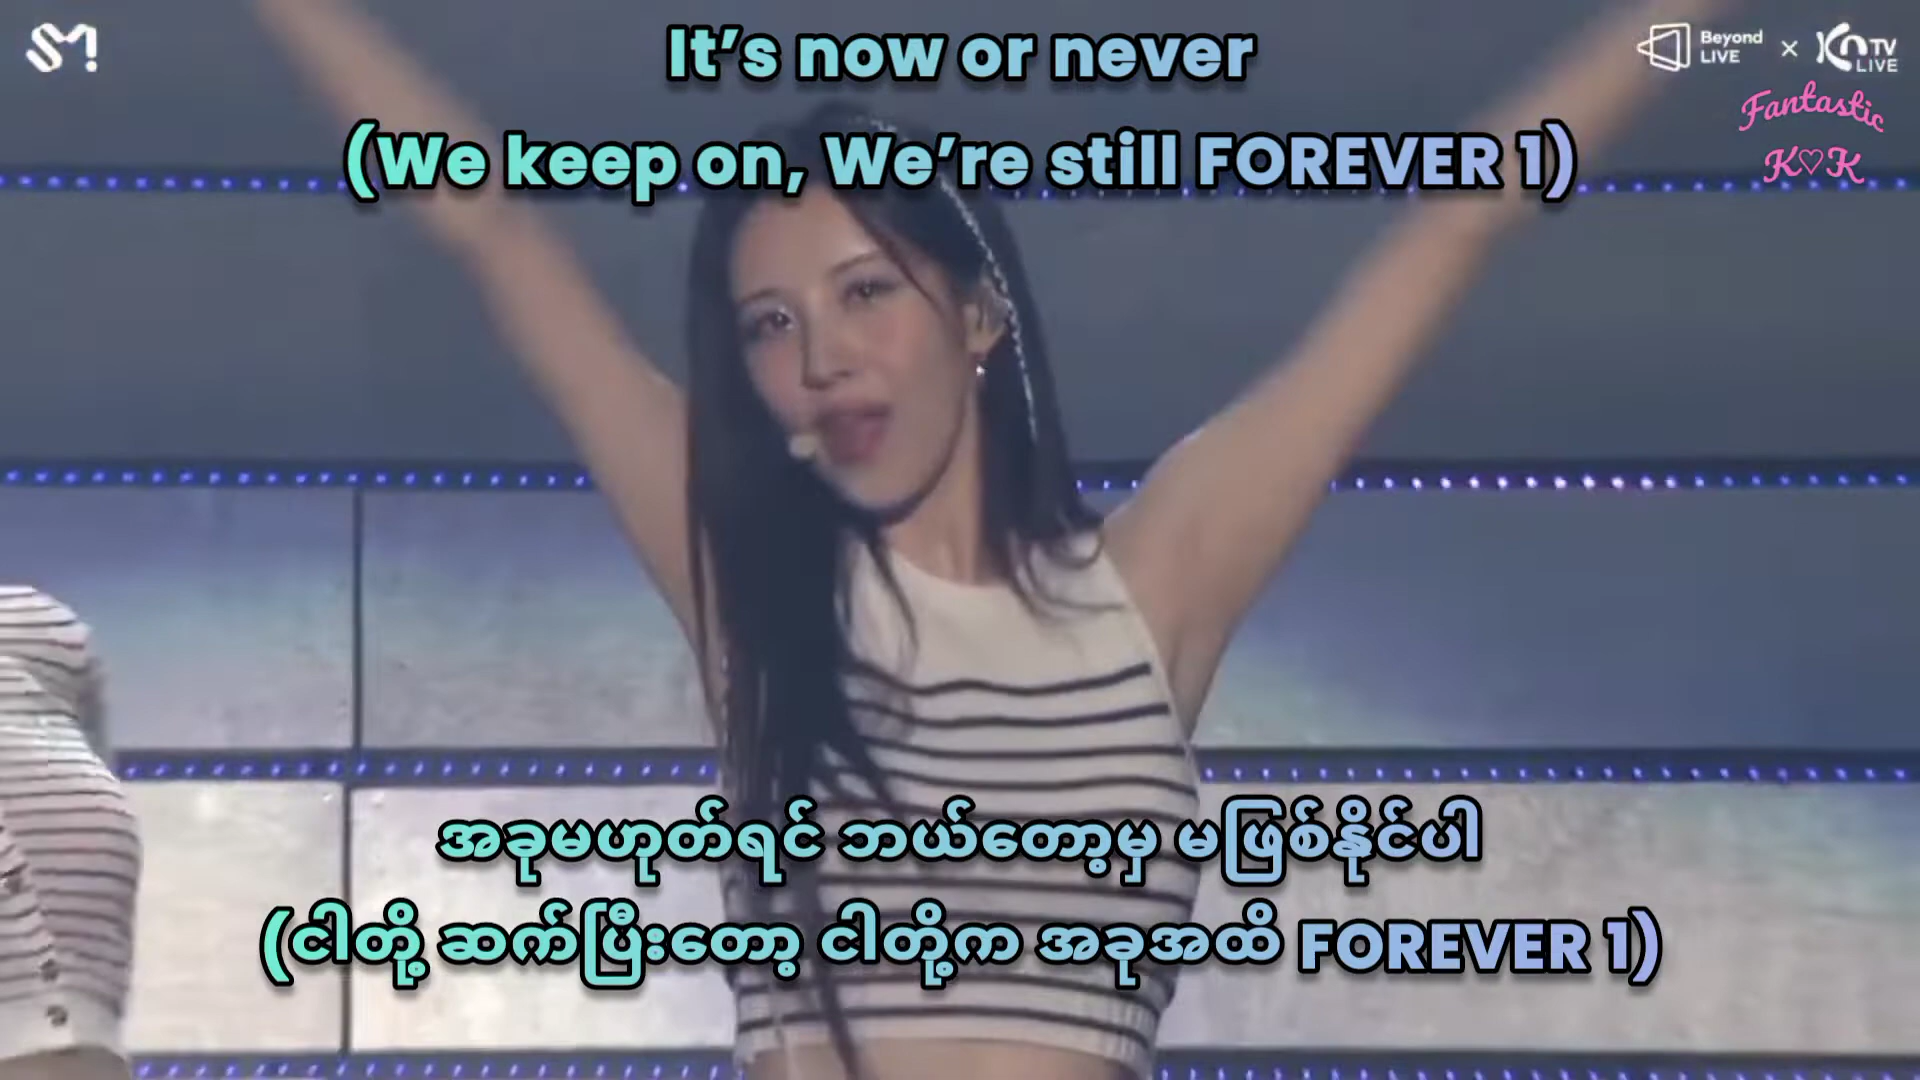 SM!
Beyond LIVE × KNTV LIVE
Fantastic
K♡K
It's now or never
(We keep on, We're still FOREVER 1)
အခုမဟုတ်ရင် ဘယ်တော့မှ မဖြစ်နိုင်ပါ
(ငါတို့ ဆက်ပြီးတော့ ငါတို့က အခုအထိ FOREVER 1)